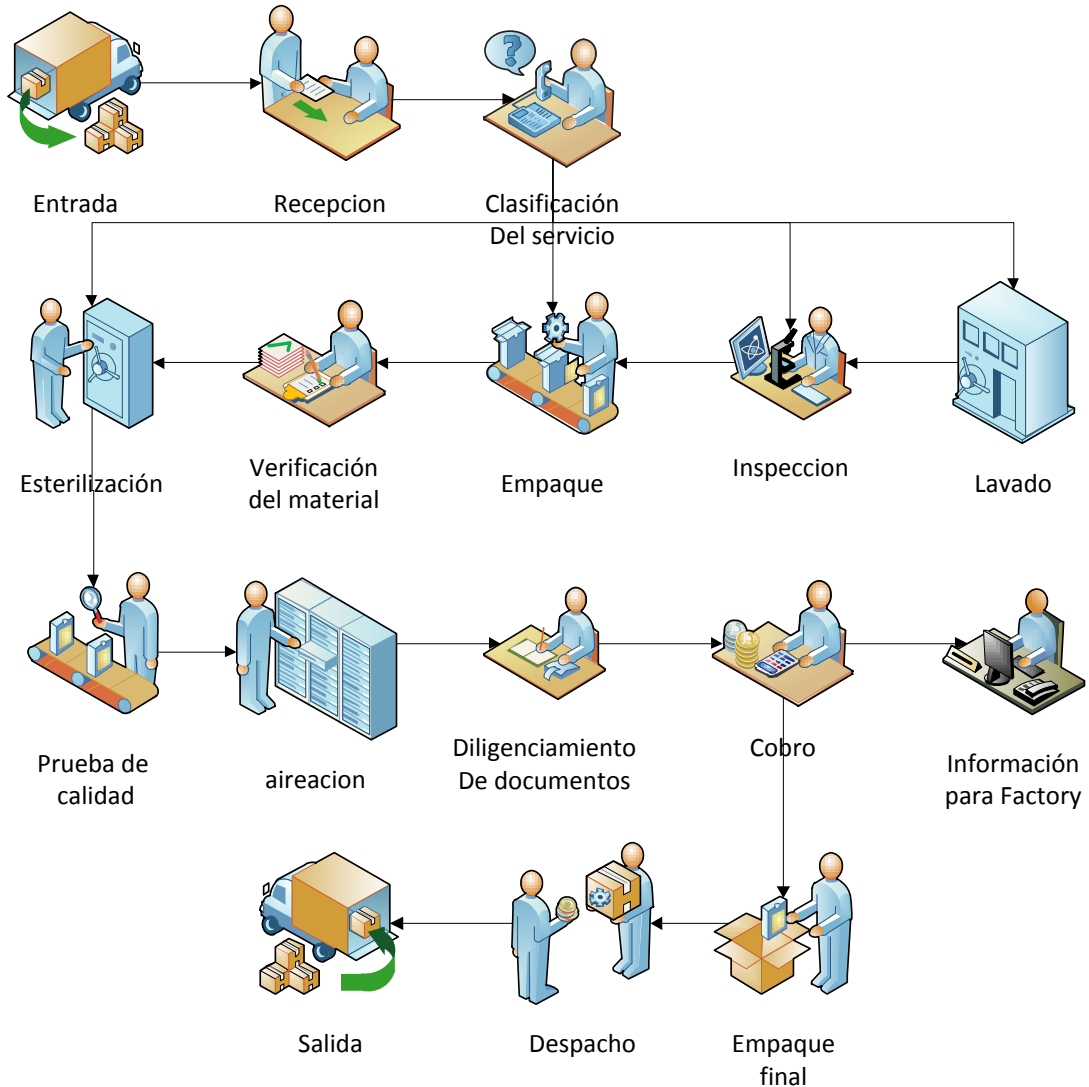 Entrada
Recepcion
Clasificación
Del servicio
Esterilización
Verificación
del material
Empaque
Inspeccion
Lavado
Prueba de
calidad
aireacion
Diligenciamiento
De documentos
Cobro
Información
para Factory
Salida
Despacho
Empaque
final